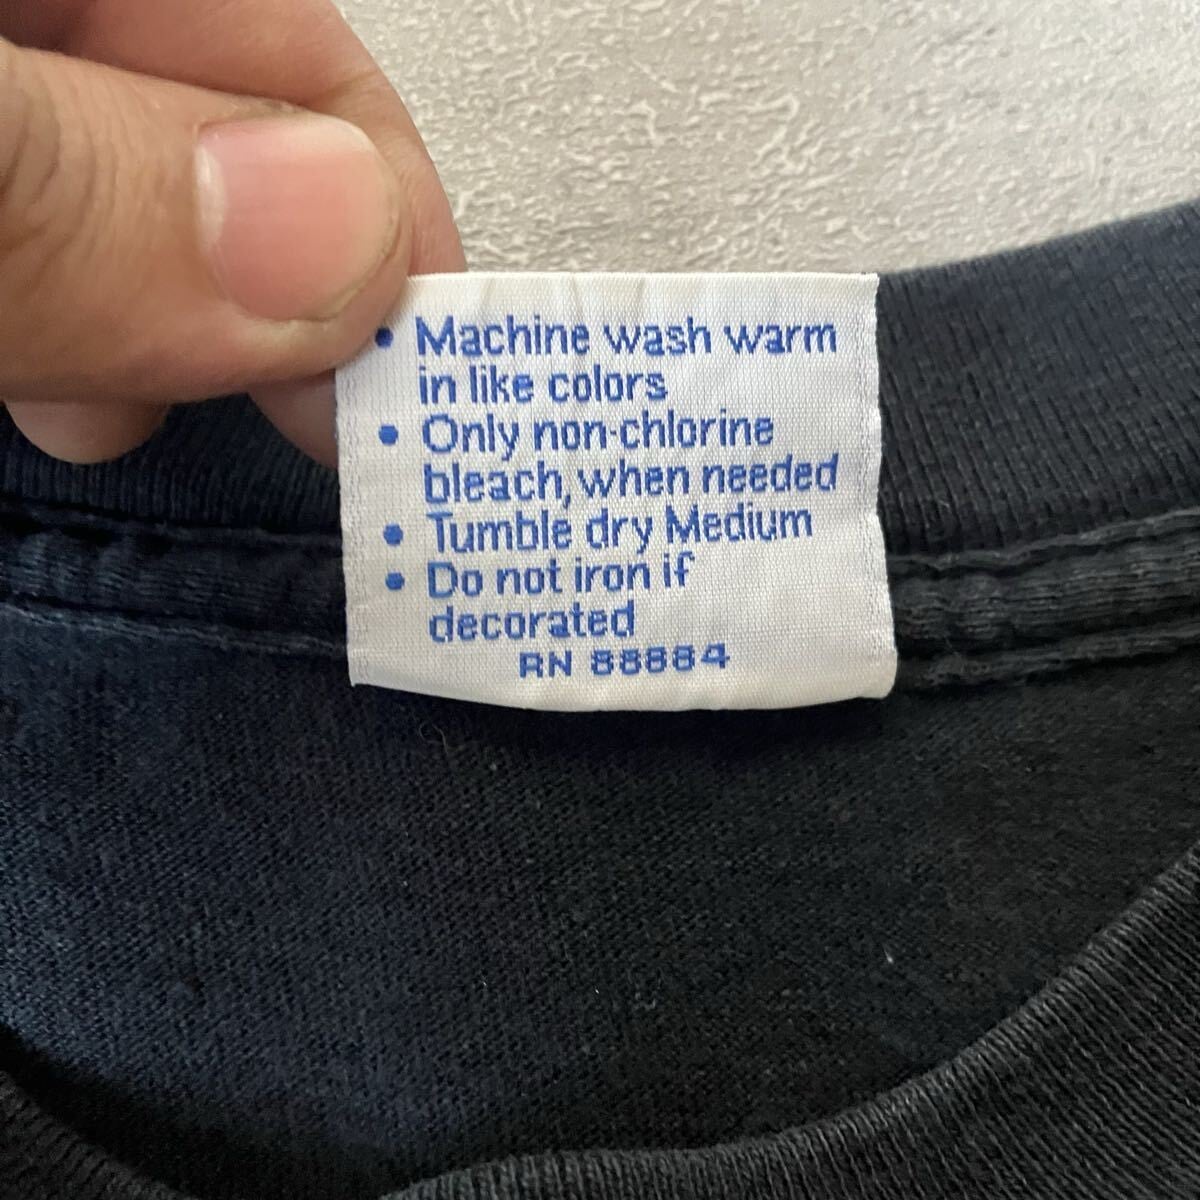 • Machine wash warm
in like colors
• Only non-chlorine
bleach, when needed
• Tumble dry Medium
• Do not iron if
decorated
RN 88884